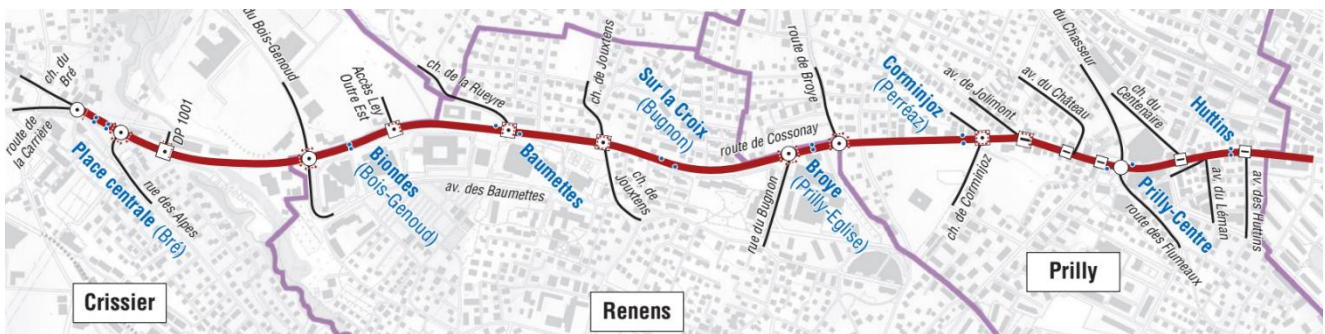 ch. du
Bré
route de
la Carrière
Place centrale (Bré)
rue des Alpes
DP 1001
du Bois-Genoud
Accès Ley
Outre Est
Biondes
(Bois-Genoud)
ch. de la Rueyre
av. des Baumettes
Baumettes
ch. de Jouxtens
ch. de
Jouxtens
Sur la Croix
(Bugnon)
route de Cossonay
rue du Bugnon
route de Broye
Broye
(Prilly-Eglise)
Corminjoz
(Perréaz)
ch. de Corminjoz
av. de Jolimont
av. du Château
du Chasseur
ch. du
Centenaire
Prilly-Centre
route des Flumeaux
Huttins
av. du
Léman
av. des Huttins
Crissier
Renens
Prilly